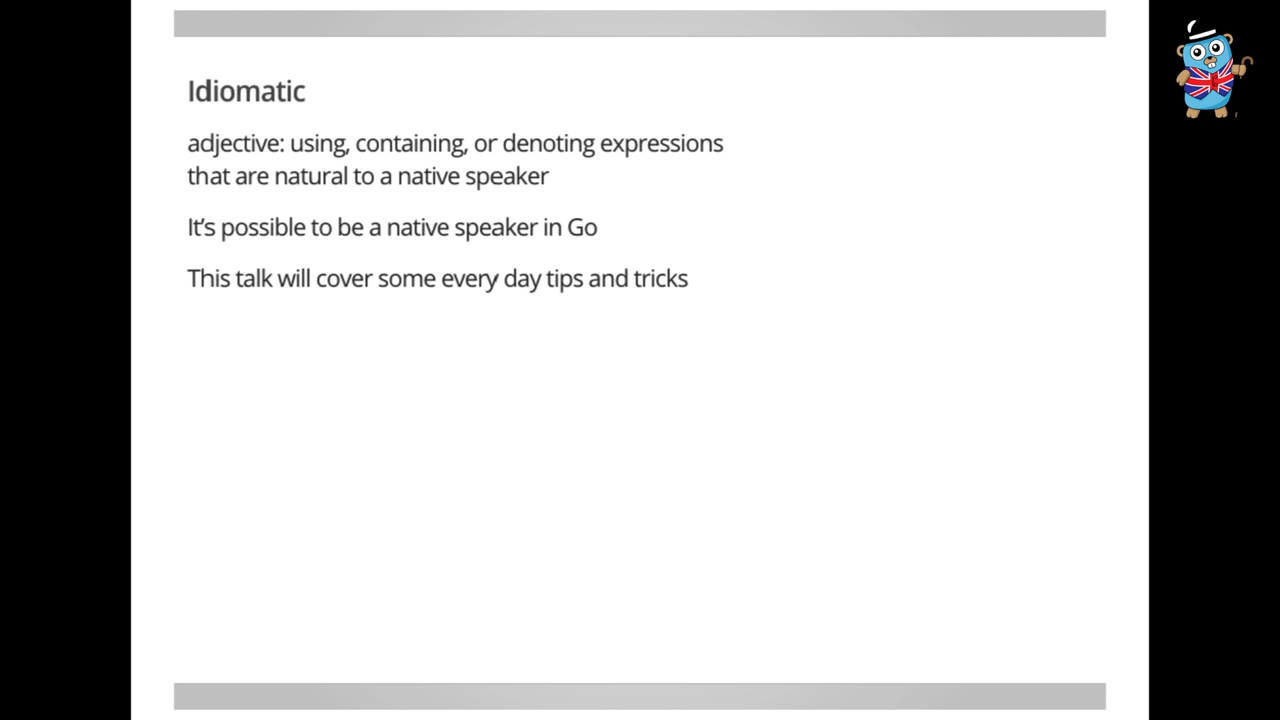 Idiomatic
adjective: using, containing, or denoting expressions
that are natural to a native speaker
It’s possible to be a native speaker in Go
This talk will cover some every day tips and tricks